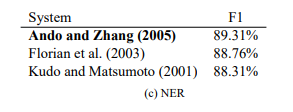 System F1
Ando and Zhang (2005) 89.31%
Florian et al. (2003) 88.76%
Kudo and Matsumoto (2001) 88.31%
(c) NER